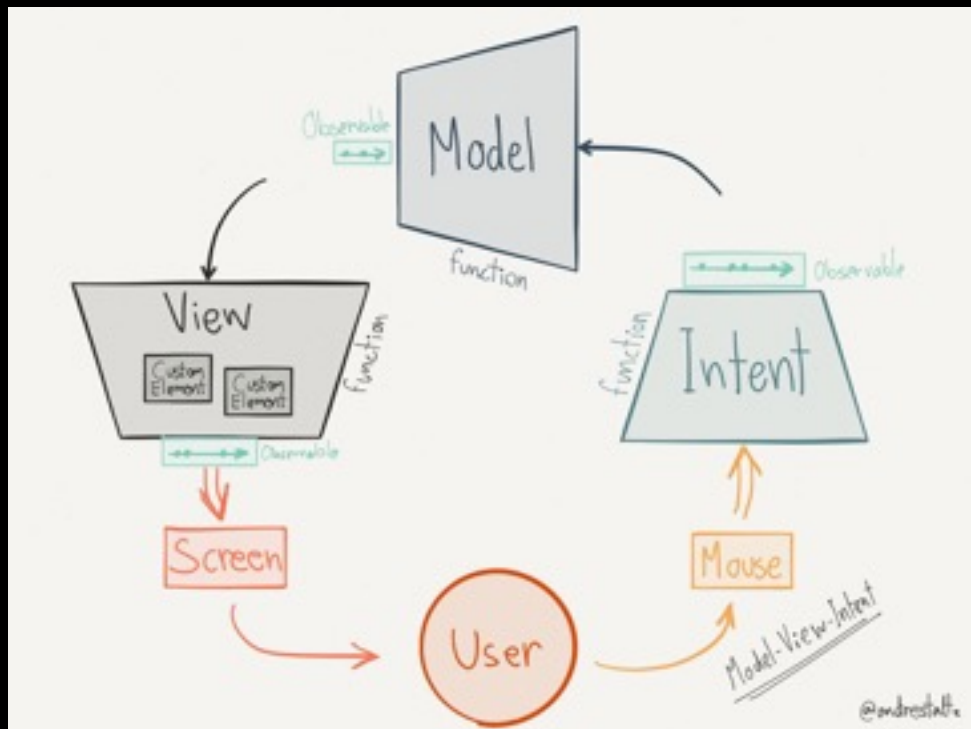 Observable
Model
function
View
Custom
Element
Custom
Element
function
Observable
Observable
function
Intent
Screen
User
Mouse
Model-View-Intent
@andrestaltz